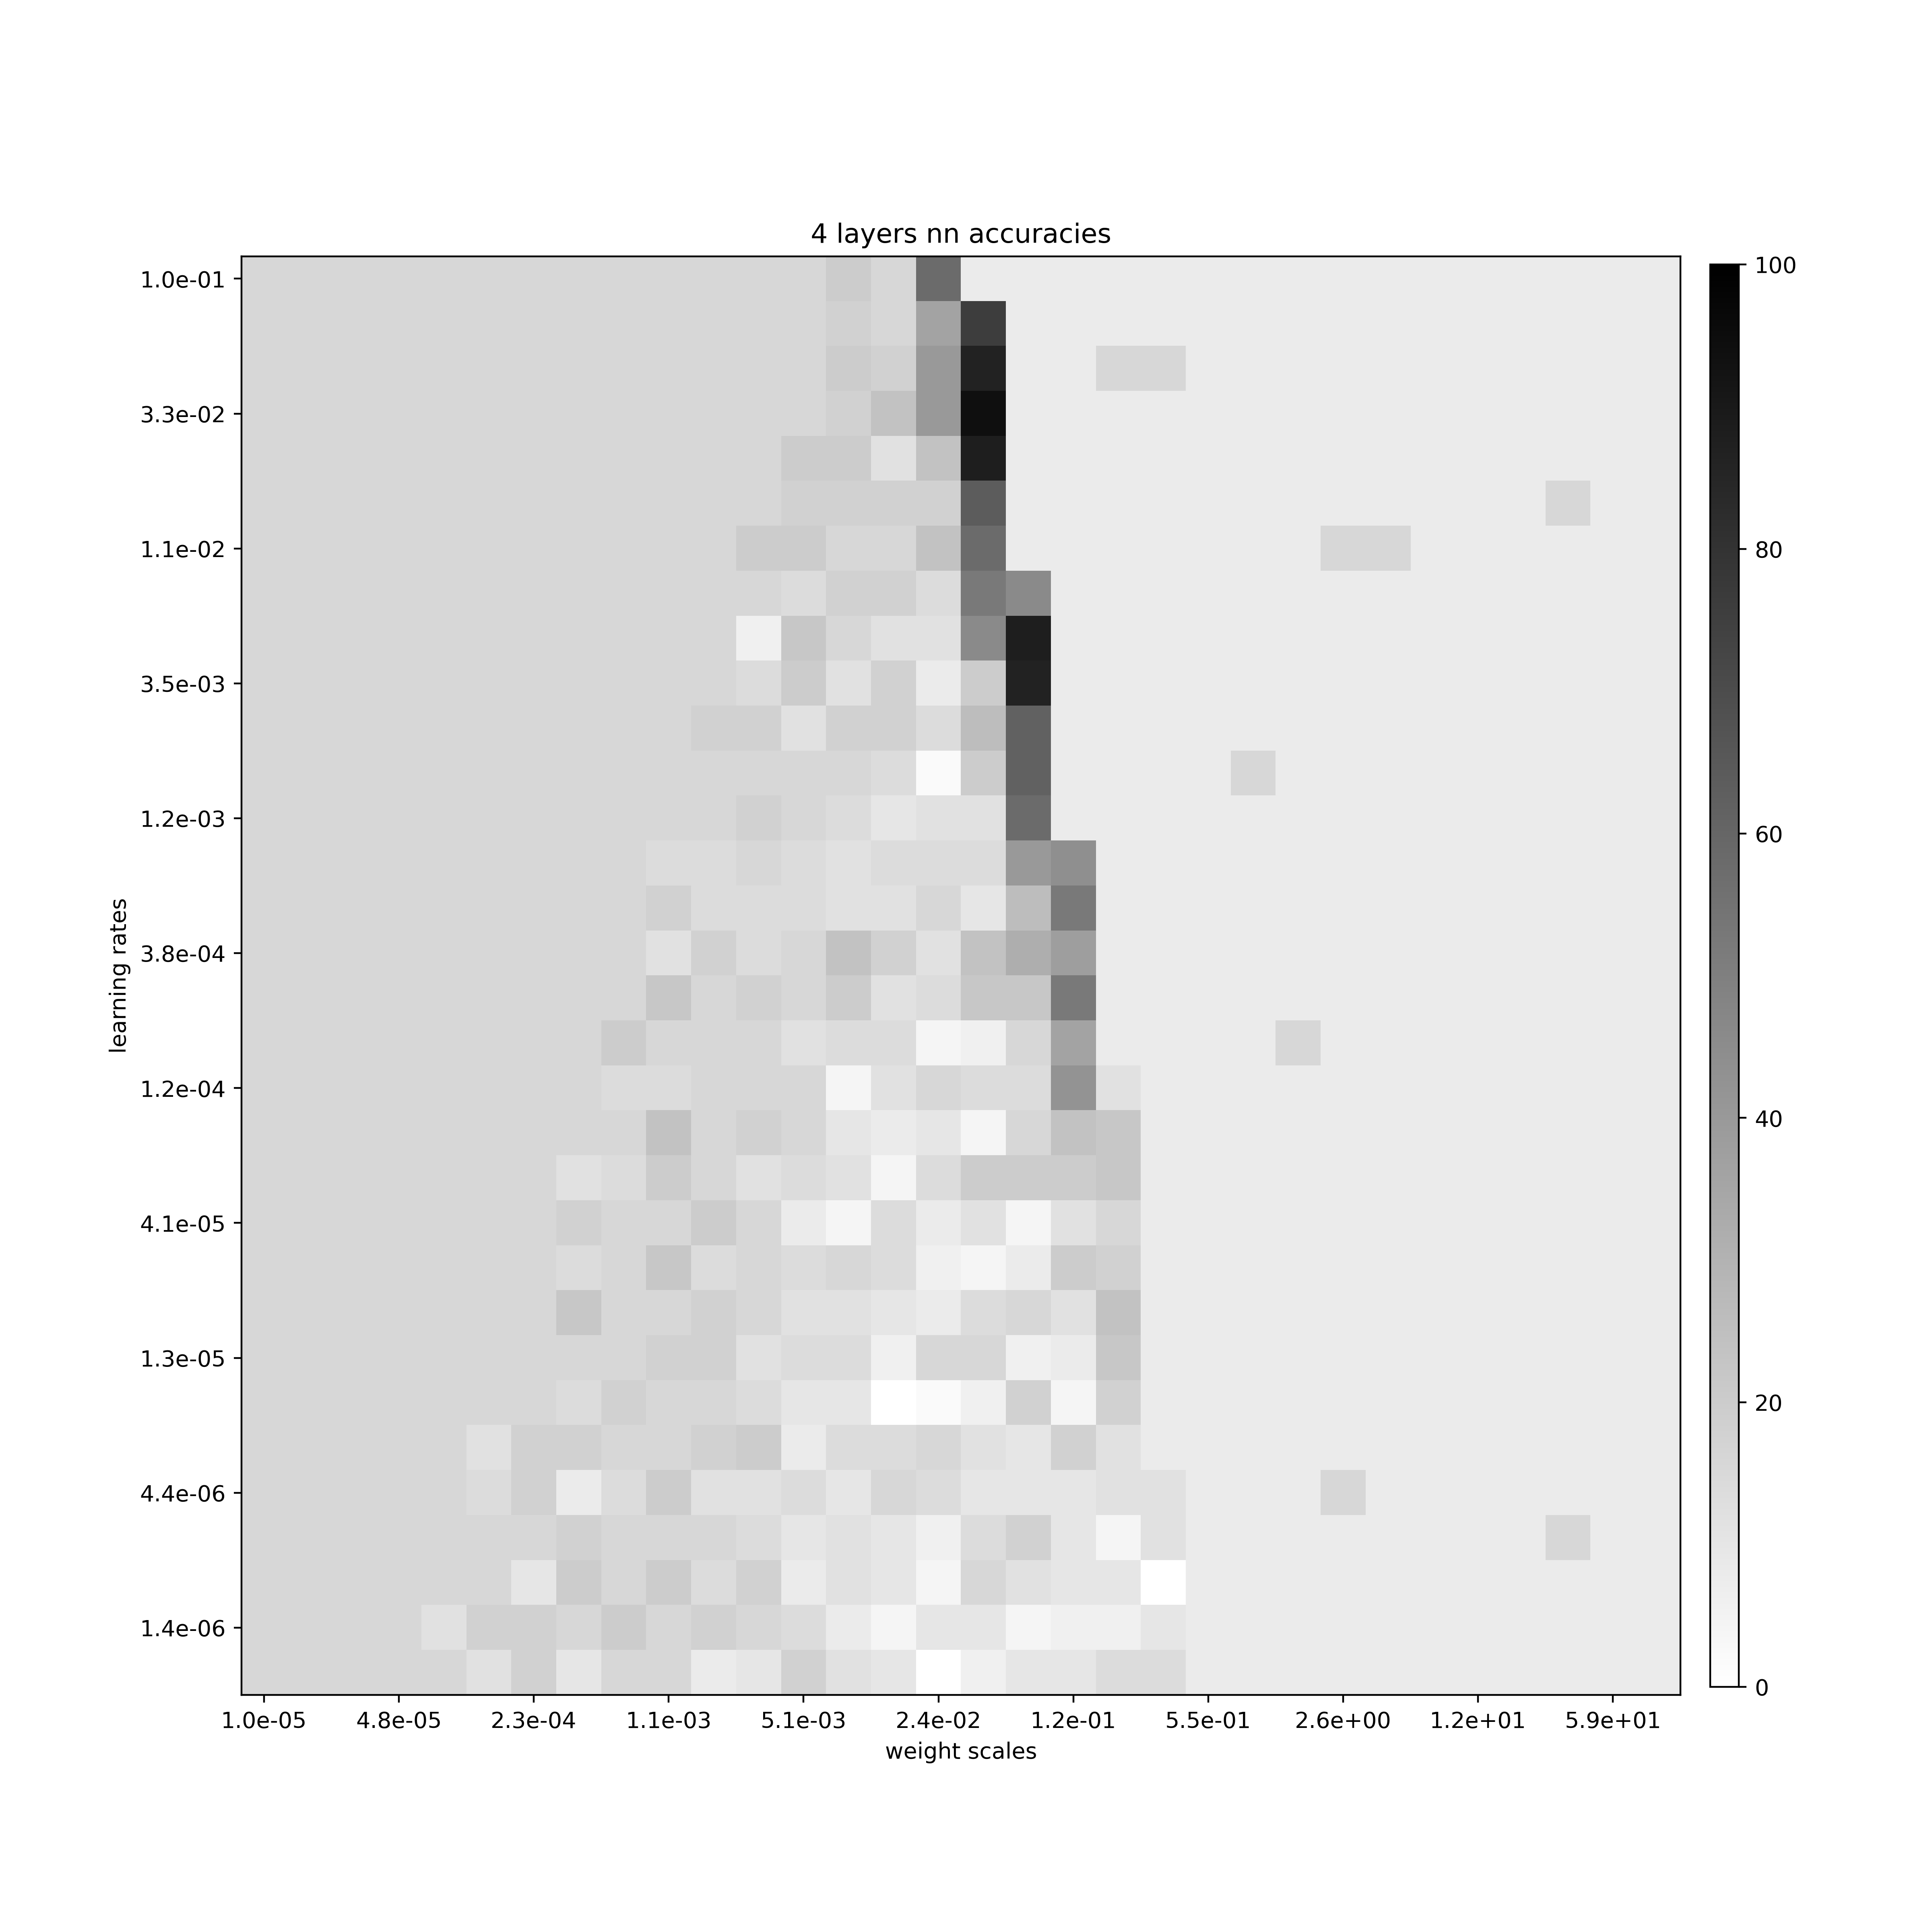 4 layers nn accuracies
learning rates
1.0e-01
3.3e-02
1.1e-02
3.5e-03
1.2e-03
3.8e-04
1.2e-04
4.1e-05
1.3e-05
4.4e-06
1.4e-06
1.0e-05 4.8e-05 2.3e-04 1.1e-03 5.1e-03 2.4e-02 1.2e-01 5.5e-01 2.6e+00 1.2e+01 5.9e+01
weight scales
100
80
60
40
20
0